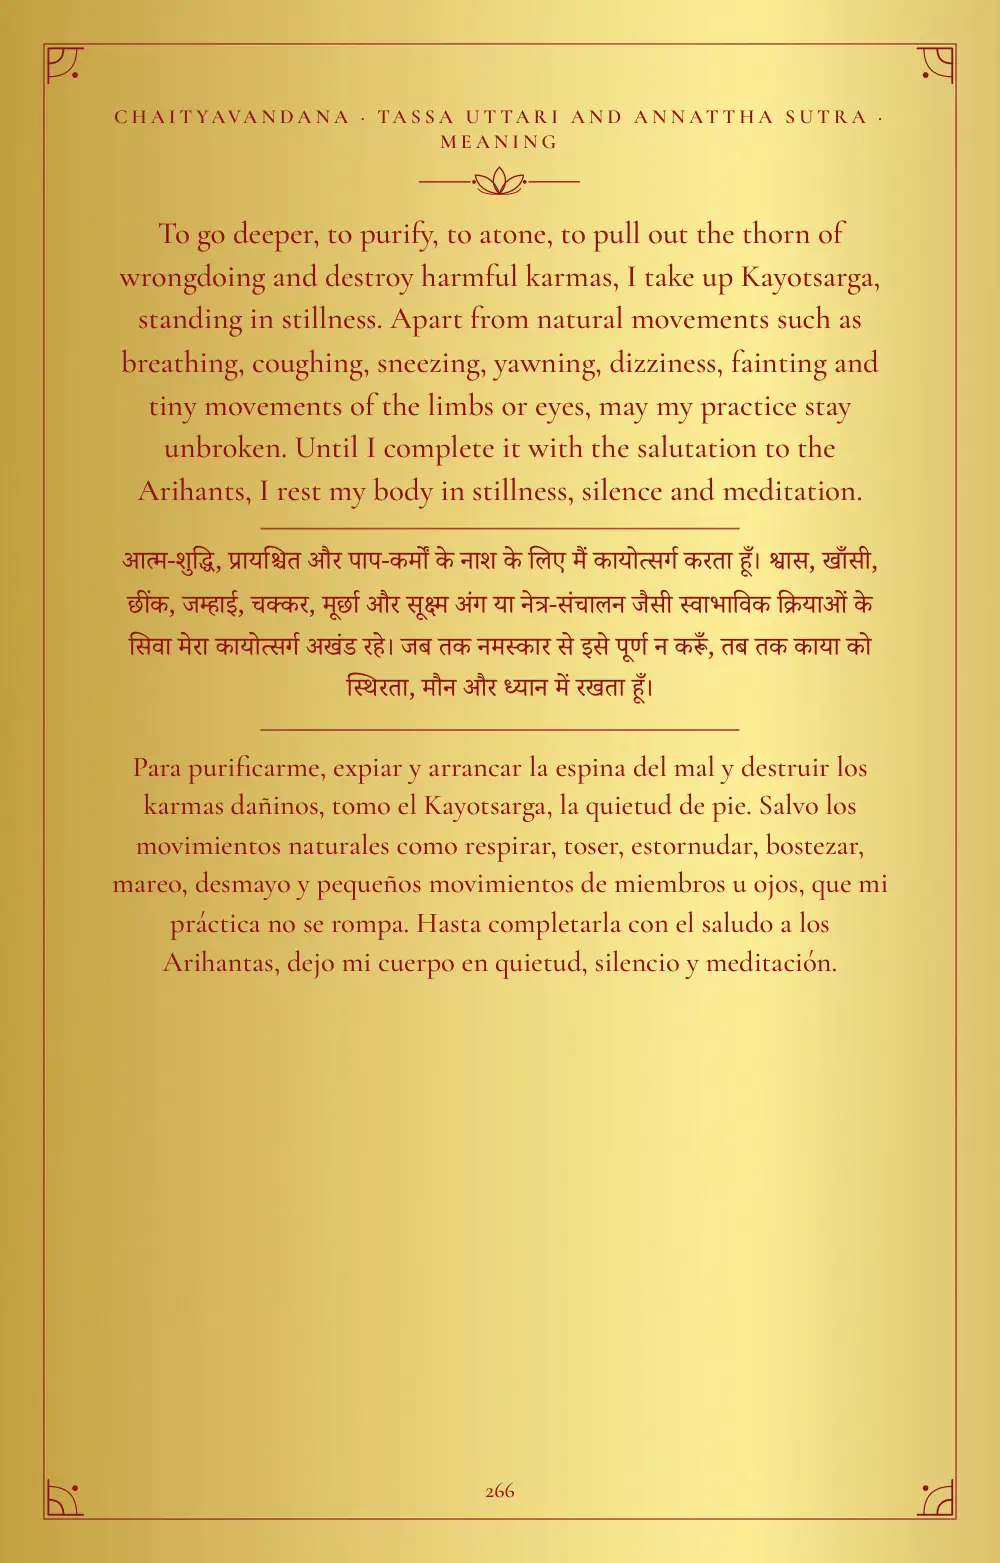 CHAITYAVANDANA · TASSA UTTARI AND ANNATTHA SUTRA ·
MEANING
To go deeper, to purify, to atone, to pull out the thorn of
wrongdoing and destroy harmful karmas, I take up Kayotsarga,
standing in stillness. Apart from natural movements such as
breathing, coughing, sneezing, yawning, dizziness, fainting and
tiny movements of the limbs or eyes, may my practice stay
unbroken. Until I complete it with the salutation to the
Arihants, I rest my body in stillness, silence and meditation.
आत्म-शुद्धि, प्रायश्चित और पाप-कर्मों के नाश के लिए मैं कायोत्सर्ग करता हूँ। श्वास, खाँसी,
छींक, जम्हाई, चक्कर, मूर्छा और सूक्ष्म अंग या नेत्र-संचालन जैसी स्वाभाविक क्रियाओं के
सिवा मेरा कायोत्सर्ग अखंड रहे। जब तक नमस्कार से इसे पूर्ण न करूँ, तब तक काया को
स्थिरता, मौन और ध्यान में रखता हूँ।
Para purificarme, expiar y arrancar la espina del mal y destruir los
karmas dañinos, tomo el Kayotsarga, la quietud de pie. Salvo los
movimientos naturales como respirar, toser, estornudar, bostezar,
mareo, desmayo y pequeños movimientos de miembros u ojos, que mi
práctica no se rompa. Hasta completarla con el saludo a los
Arihantas, dejo mi cuerpo en quietud, silencio y meditación.
266